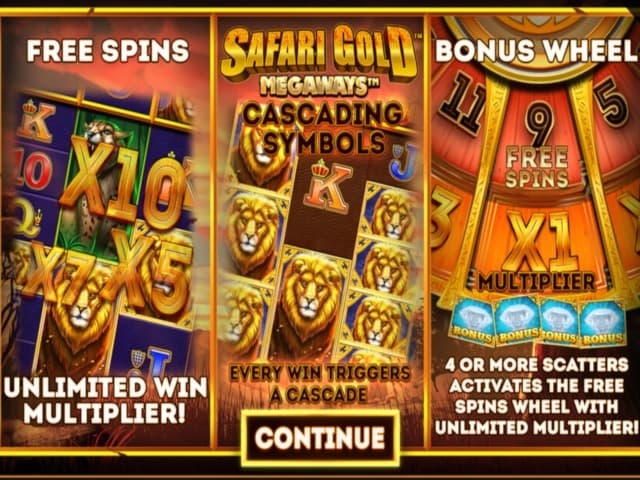 FREE SPINS
K
10
Q
X10
X7
X5
UNLIMITED WIN
MULTIPLIER!
SAFARI GOLD™
MEGAWAYS™
CASCADING
SYMBOLS
K
J
EVERY WIN TRIGGERS
A CASCADE
CONTINUE
BONUS WHEEL
11
9
5
FREE
SPINS
3
X1
MULTIPLIER
BONUS BONUS BONUS BONUS
4 OR MORE SCATTERS
ACTIVATES THE FREE
SPINS WHEEL WITH
UNLIMITED MULTIPLIER!